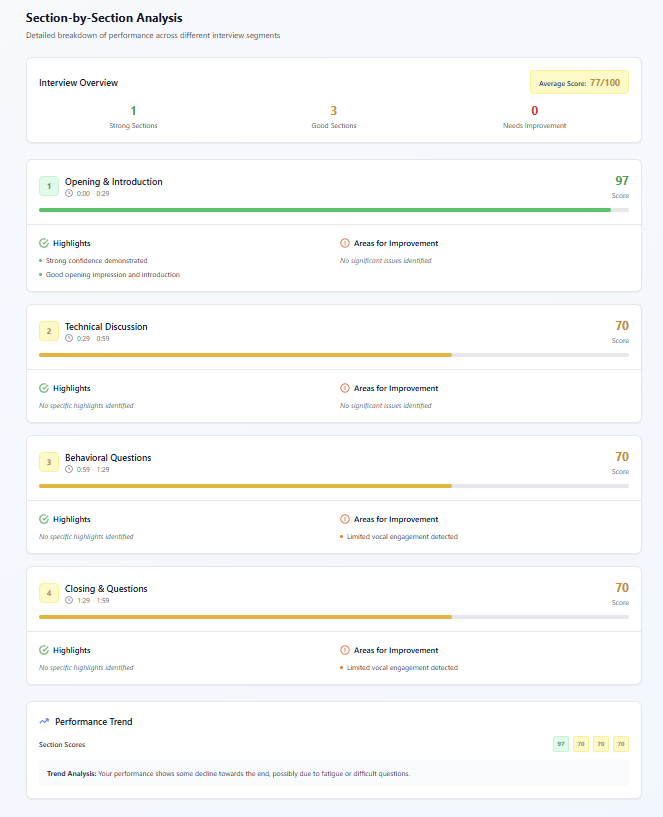 Section-by-Section Analysis
Detailed breakdown of performance across different interview segments
Interview Overview
Average Score: 77/100
1
3
0
Strong Sections
Good Sections
Needs Improvement
1
Opening & Introduction
0:00 - 0:29
97
Score
Highlights
Strong confidence demonstrated
Good opening impression and introduction
Areas for Improvement
No significant issues identified
2
Technical Discussion
0:29 - 0:59
70
Score
Highlights
No specific highlights identified
Areas for Improvement
No significant issues identified
3
Behavioral Questions
0:59 - 1:29
70
Score
Highlights
No specific highlights identified
Areas for Improvement
Limited vocal engagement detected
4
Closing & Questions
1:29 - 1:59
70
Score
Highlights
No specific highlights identified
Areas for Improvement
Limited vocal engagement detected
Performance Trend
Section Scores
97 70 70 70
Trend Analysis: Your performance shows some decline towards the end, possibly due to fatigue or difficult questions.